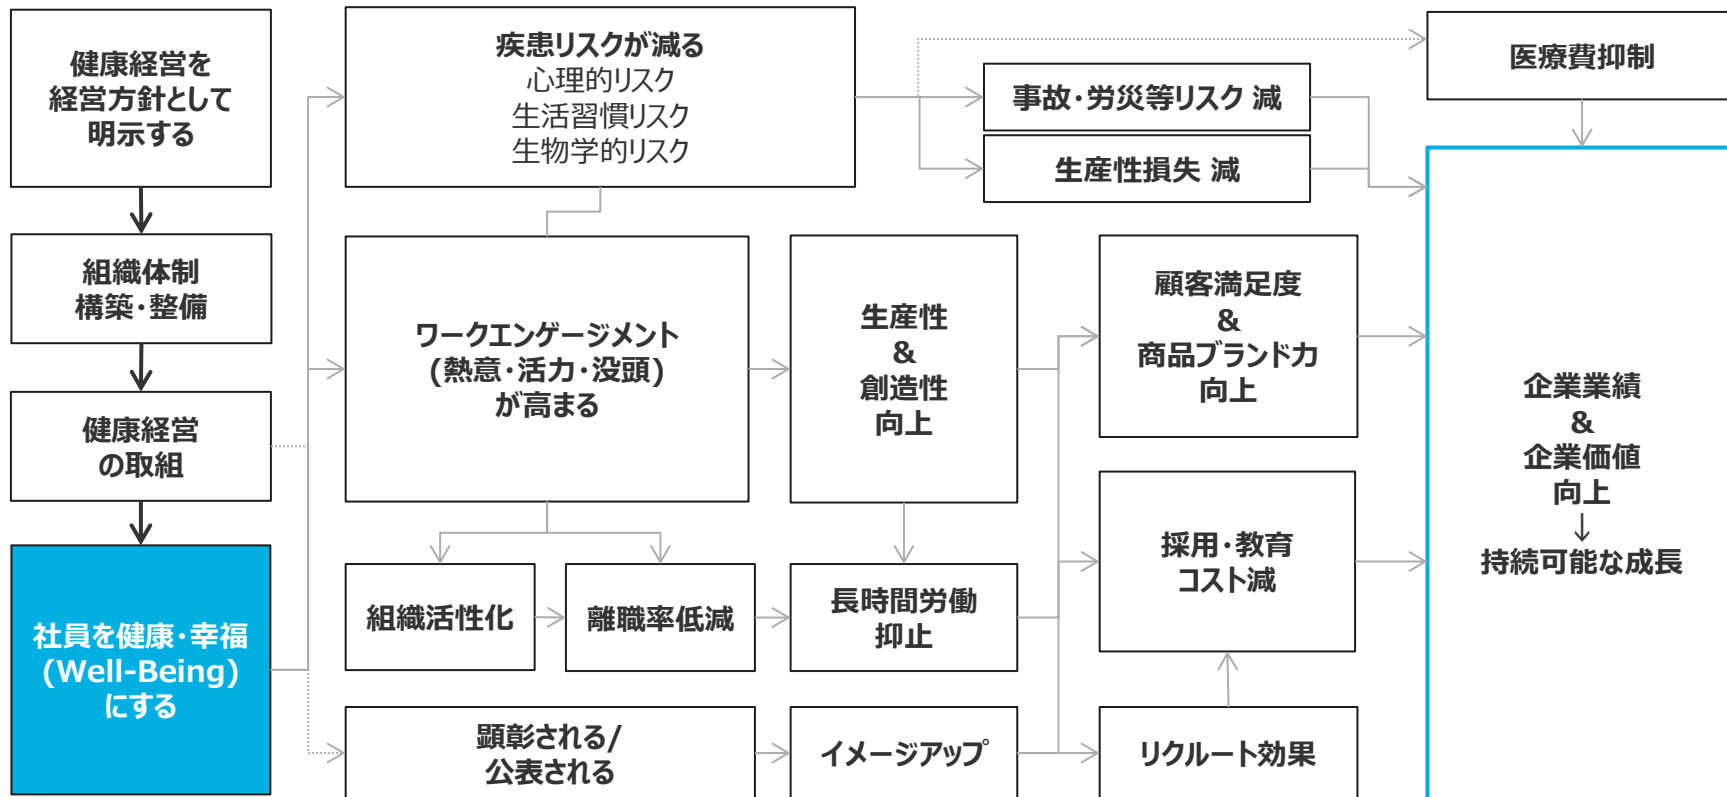 健康経営を
経営方針として
明示する
組織体制
構築・整備
健康経営
の取組
社員を健康・幸福
(Well-Being)
にする
疾患リスクが減る
心理的リスク
生活習慣リスク
生物学的リスク
ワークエンゲージメント
(熱意・活力・没頭)
が高まる
組織活性化
離職率低減
顕彰される/
公表される
事故・労災等リスク 減
生産性損失 減
生産性
&
創造性
向上
長時間労働
抑止
イメージアップ
顧客満足度
&
商品ブランド力
向上
採用・教育
コスト減
リクルート効果
医療費抑制
企業業績
&
企業価値
向上
↓
持続可能な成長